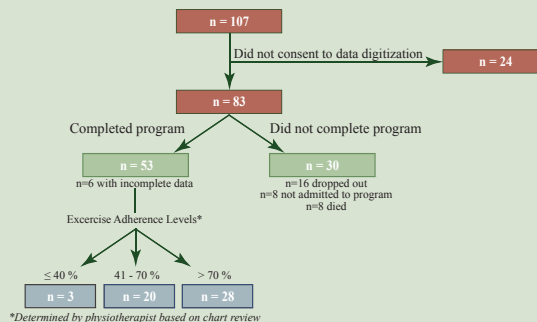 n = 107
Did not consent to data digitization
n = 24
n = 83
Completed program
Did not complete program
n = 53
n = 30
n=6 with incomplete data
n=16 dropped out
n=8 not admitted to program
n=8 died
Excercise Adherence Levels*
≤ 40 %
41 - 70 %
> 70 %
n = 3
n = 20
n = 28
*Determined by physiotherapist based on chart review